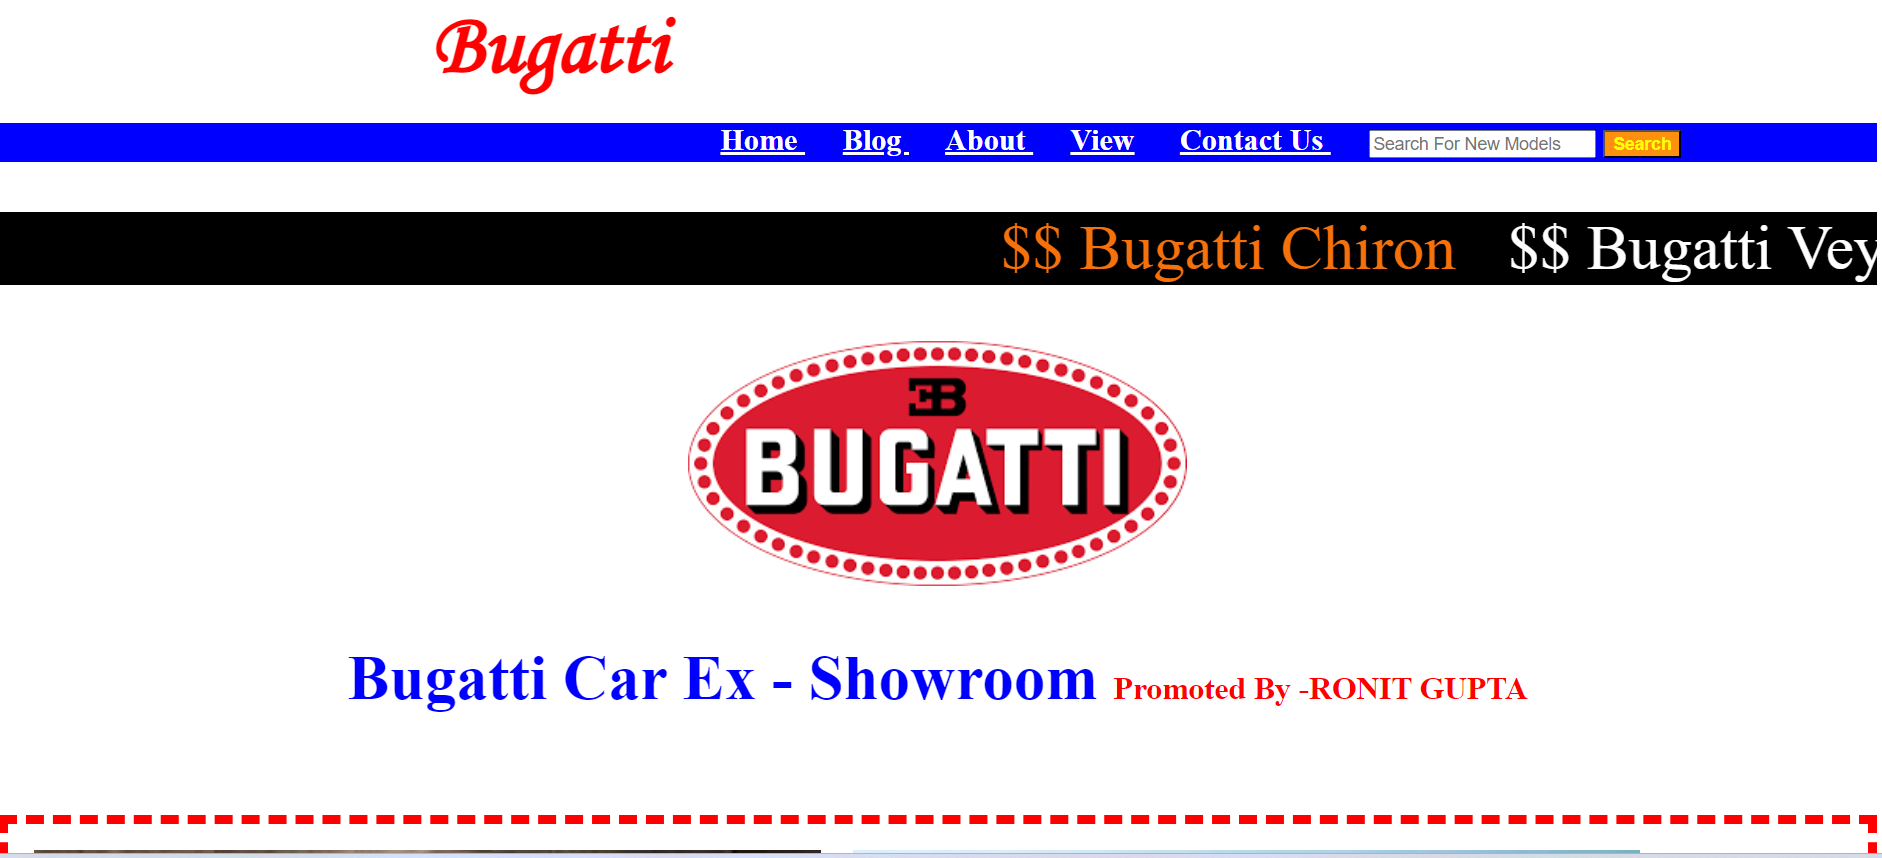 Bugatti
Home Blog About View Contact Us Search For New Models Search
$$ Bugatti Chiron $$ Bugatti Vey
EB
BUGATTI
Bugatti Car Ex - Showroom Promoted By -RONIT GUPTA